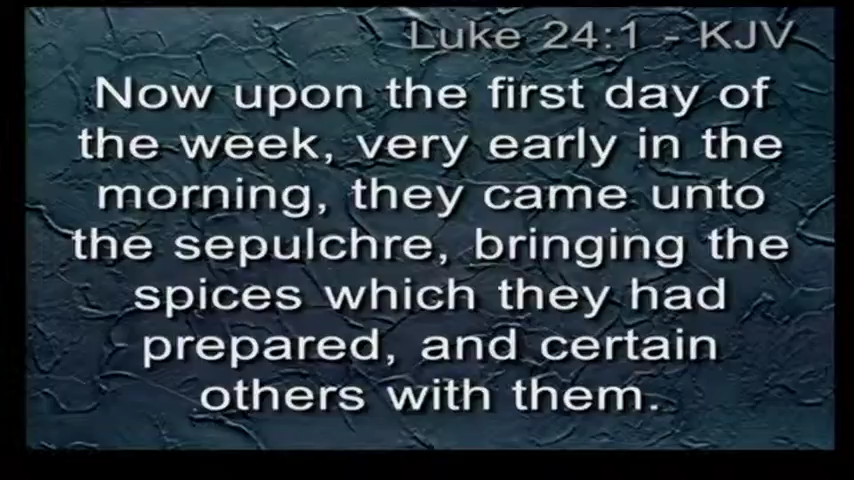 Luke 24:1 - KJV
Now upon the first day of
the week, very early in the
morning, they came unto
the sepulchre, bringing the
spices which they had
prepared, and certain
others with them.